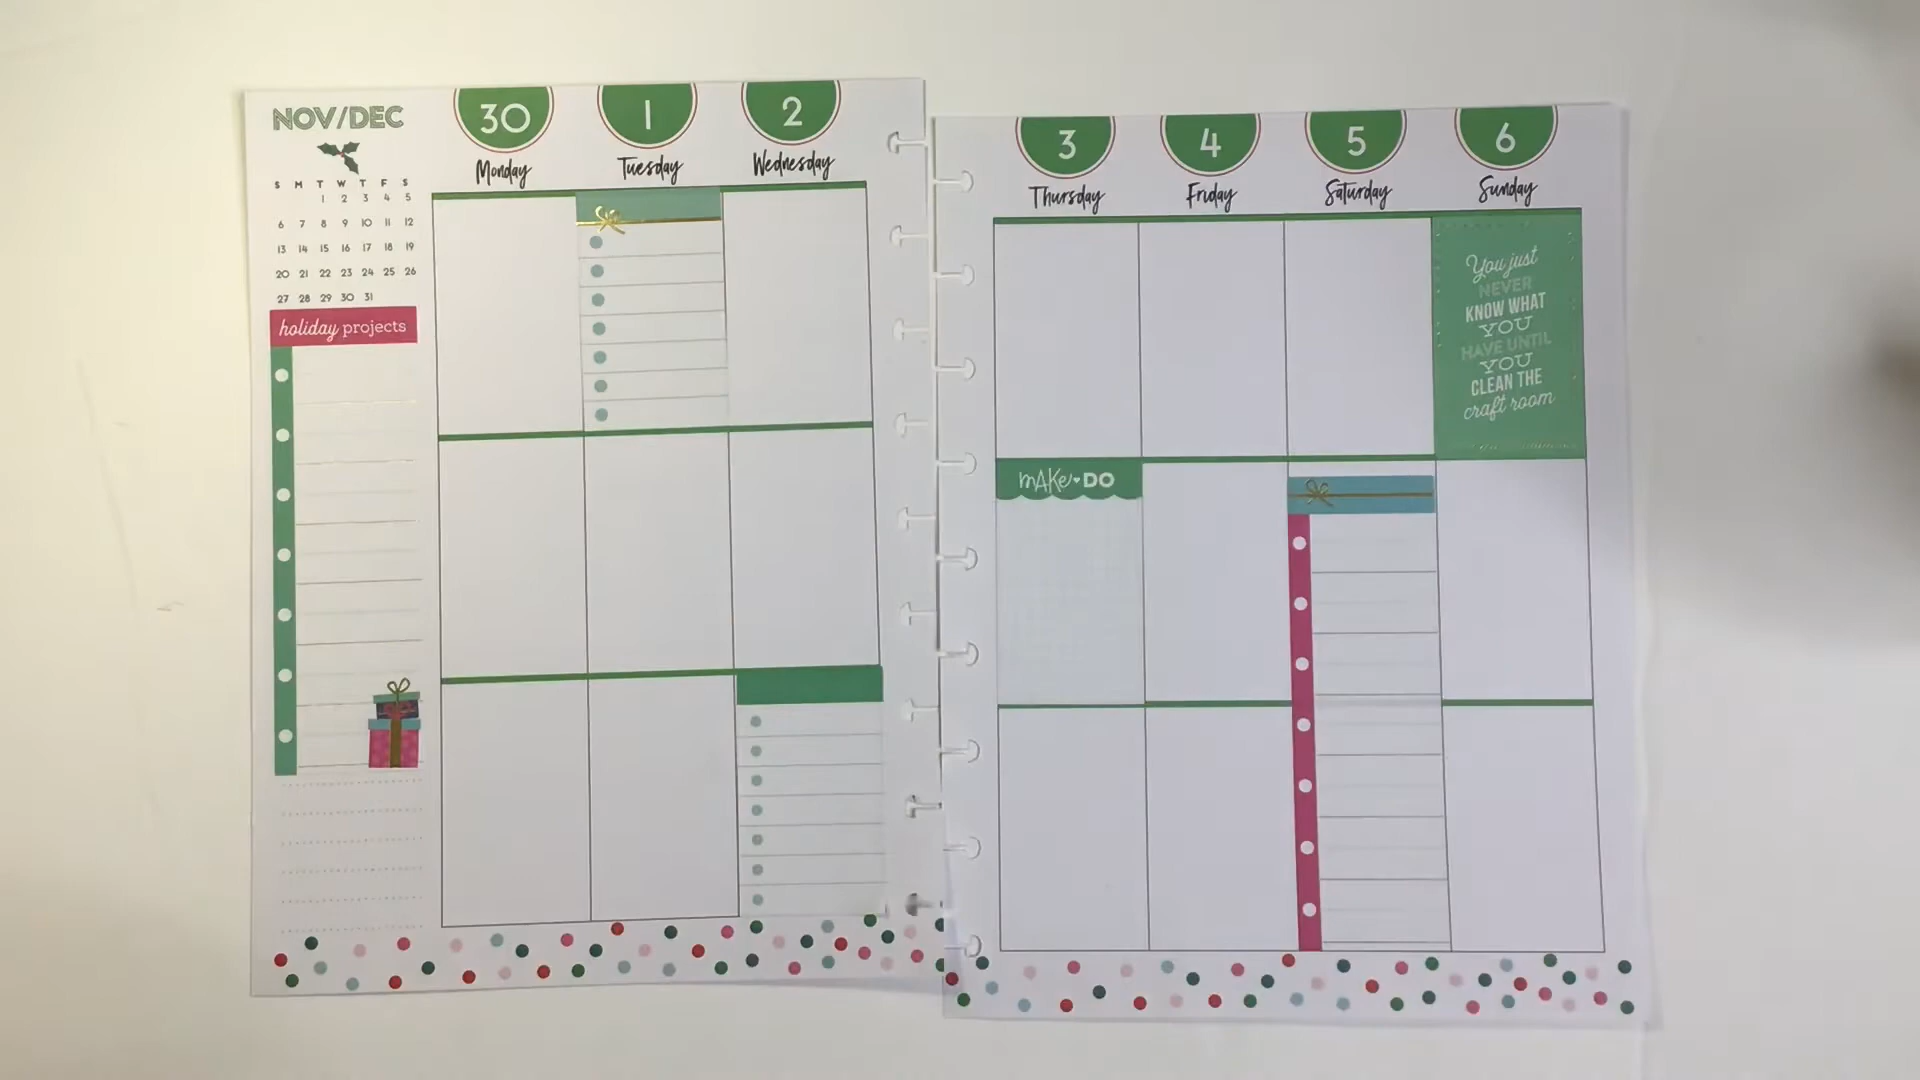 NOV/DEC
30
1
2
Monday
Tuesday
Wednesday
S M T W T F S
1 2 3 4 5
6 7 8 9 10 11 12
13 14 15 16 17 18 19
20 21 22 23 24 25 26
27 28 29 30 31
holiday projects
3
4
5
6
Thursday
Friday
Saturday
Sunday
You just
NEVER
KNOW WHAT
YOU
HAVE UNTIL
YOU
CLEAN THE
craft room
MAKE DO